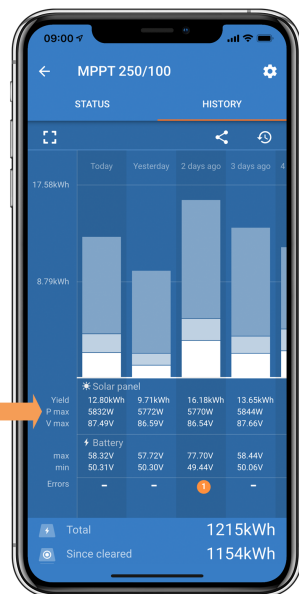 09:00
MPPT 250/100
STATUS HISTORY
Today Yesterday 2 days ago 3 days ago 4
17.58kWh
8.79kWh
Solar panel
Yield 12.80kWh 9.71kWh 16.18kWh 13.65kWh
P max 5832W 5772W 5770W 5844W
V max 87.49V 86.59V 86.54V 87.66V
Battery
max 58.32V 57.72V 77.70V 58.44V
min 50.31V 50.30V 49.44V 50.06V
Errors – – 1 –
Total 1215kWh
Since cleared 1154kWh